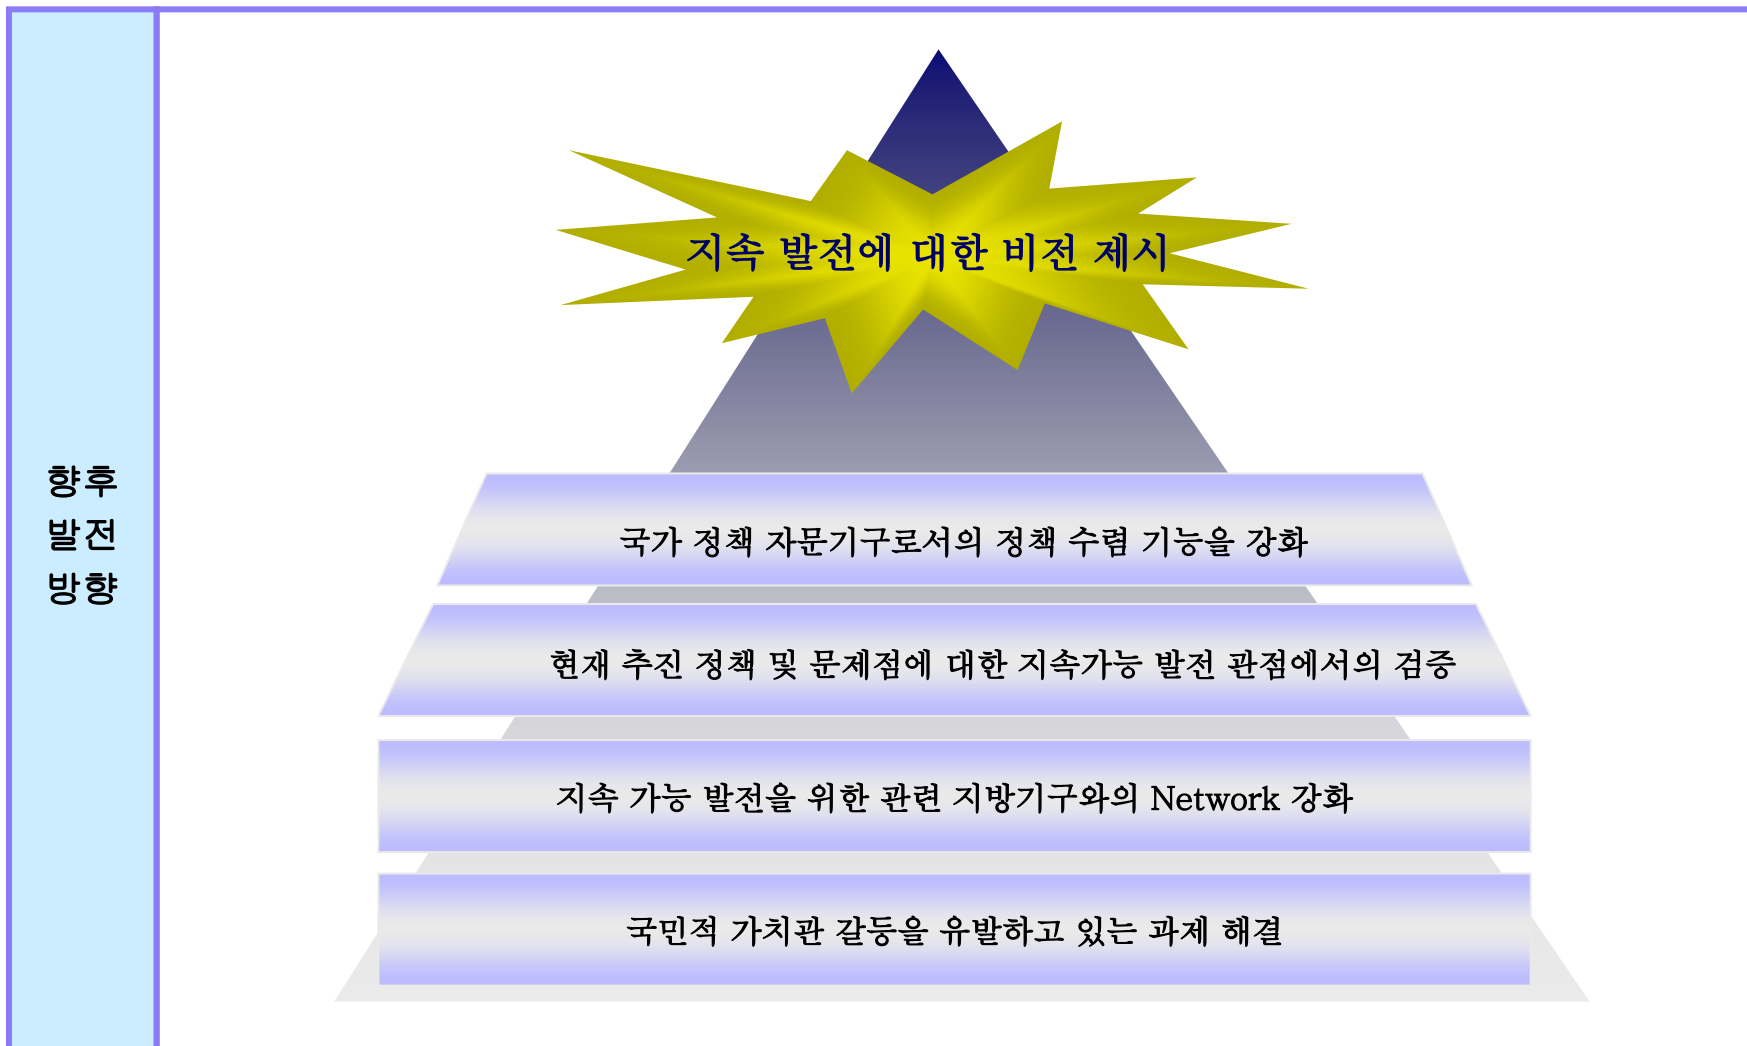 향후
발전
방향
지속 발전에 대한 비전 제시
국가 정책 자문기구로서의 정책 수렴 기능을 강화
현재 추진 정책 및 문제점에 대한 지속가능 발전 관점에서의 검증
지속 가능 발전을 위한 관련 지방기구와의 Network 강화
국민적 가치관 갈등을 유발하고 있는 과제 해결